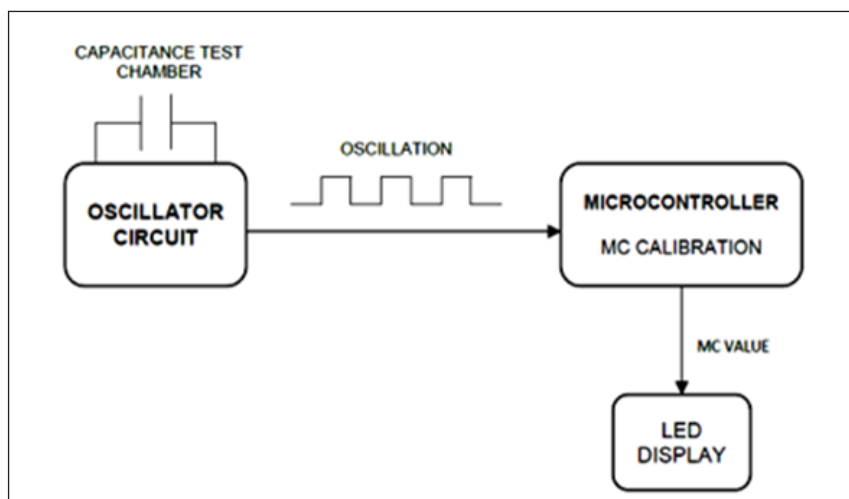 CAPACITANCE TEST
CHAMBER
OSCILLATION
OSCILLATOR
CIRCUIT
MICROCONTROLLER
MC CALIBRATION
MC VALUE
LED
DISPLAY